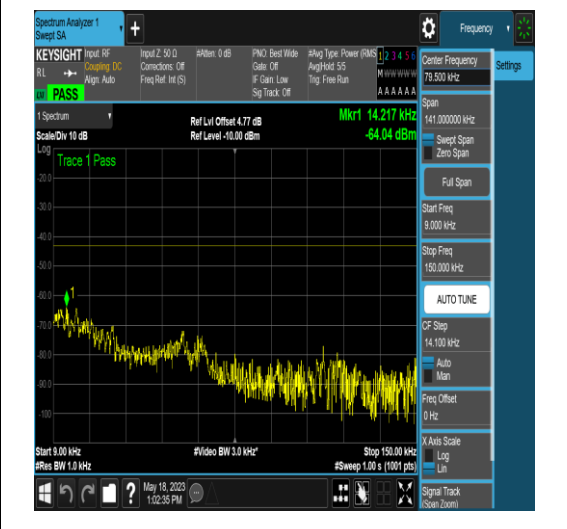 Spectrum Analyzer 1
Swept SA
Frequency
Settings
KEYSIGHT
RL
Input: RF
Coupling: DC
Align: Auto
Input Z: 50 Ω
Corrections: Off
Freq Ref: Int (S)
#Atten: 0 dB
PNO: Best Wide
Gate: Off
IF Gain: Low
Sig Track: Off
#Avg Type: Power (RMS
Avg|Hold: 5/5
Trig: Free Run
1 2 3 4 5 6
M W W W W W
A A A A A A
PASS
1 Spectrum
Scale/Div 10 dB
Ref Lvl Offset 4.77 dB
Ref Level -10.00 dBm
Mkr1 14.217 kHz
-64.04 dBm
Log
Trace 1 Pass
-20.0
-30.0
-40.0
-50.0
-60.0
-70.0
-80.0
-90.0
-100
1
Start 9.00 kHz
#Res BW 1.0 kHz
#Video BW 3.0 kHz*
Stop 150.00 kHz
#Sweep 1.00 s (1001 pts)
Center Frequency
79.500 kHz
Span
141.000000 kHz
Swept Span
Zero Span
Full Span
Start Freq
9.000 kHz
Stop Freq
150.000 kHz
AUTO TUNE
CF Step
14.100 kHz
Auto
Man
Freq Offset
0 Hz
X Axis Scale
Log
Lin
Signal Track
(Span Zoom)
?
May 18, 2023
1:02:35 PM